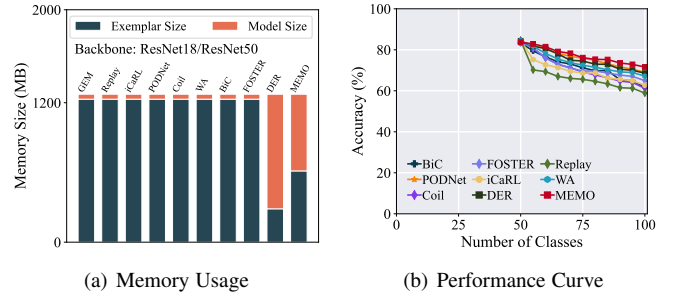 Memory Size (MB)
2000
1200
0
Exemplar Size Model Size
Backbone: ResNet18/ResNet50
GEM Replay iCaRL PODNet Coil WA BiC FOSTER DER MEMO
(a) Memory Usage
Accuracy (%)
100
80
60
40
20
0
BiC FOSTER Replay
PODNet iCaRL WA
Coil DER MEMO
0 25 50 75 100
Number of Classes
(b) Performance Curve